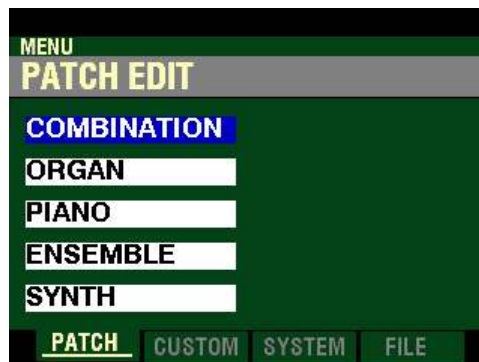 MENU
PATCH EDIT
COMBINATION
ORGAN
PIANO
ENSEMBLE
SYNTH
PATCH CUSTOM SYSTEM FILE